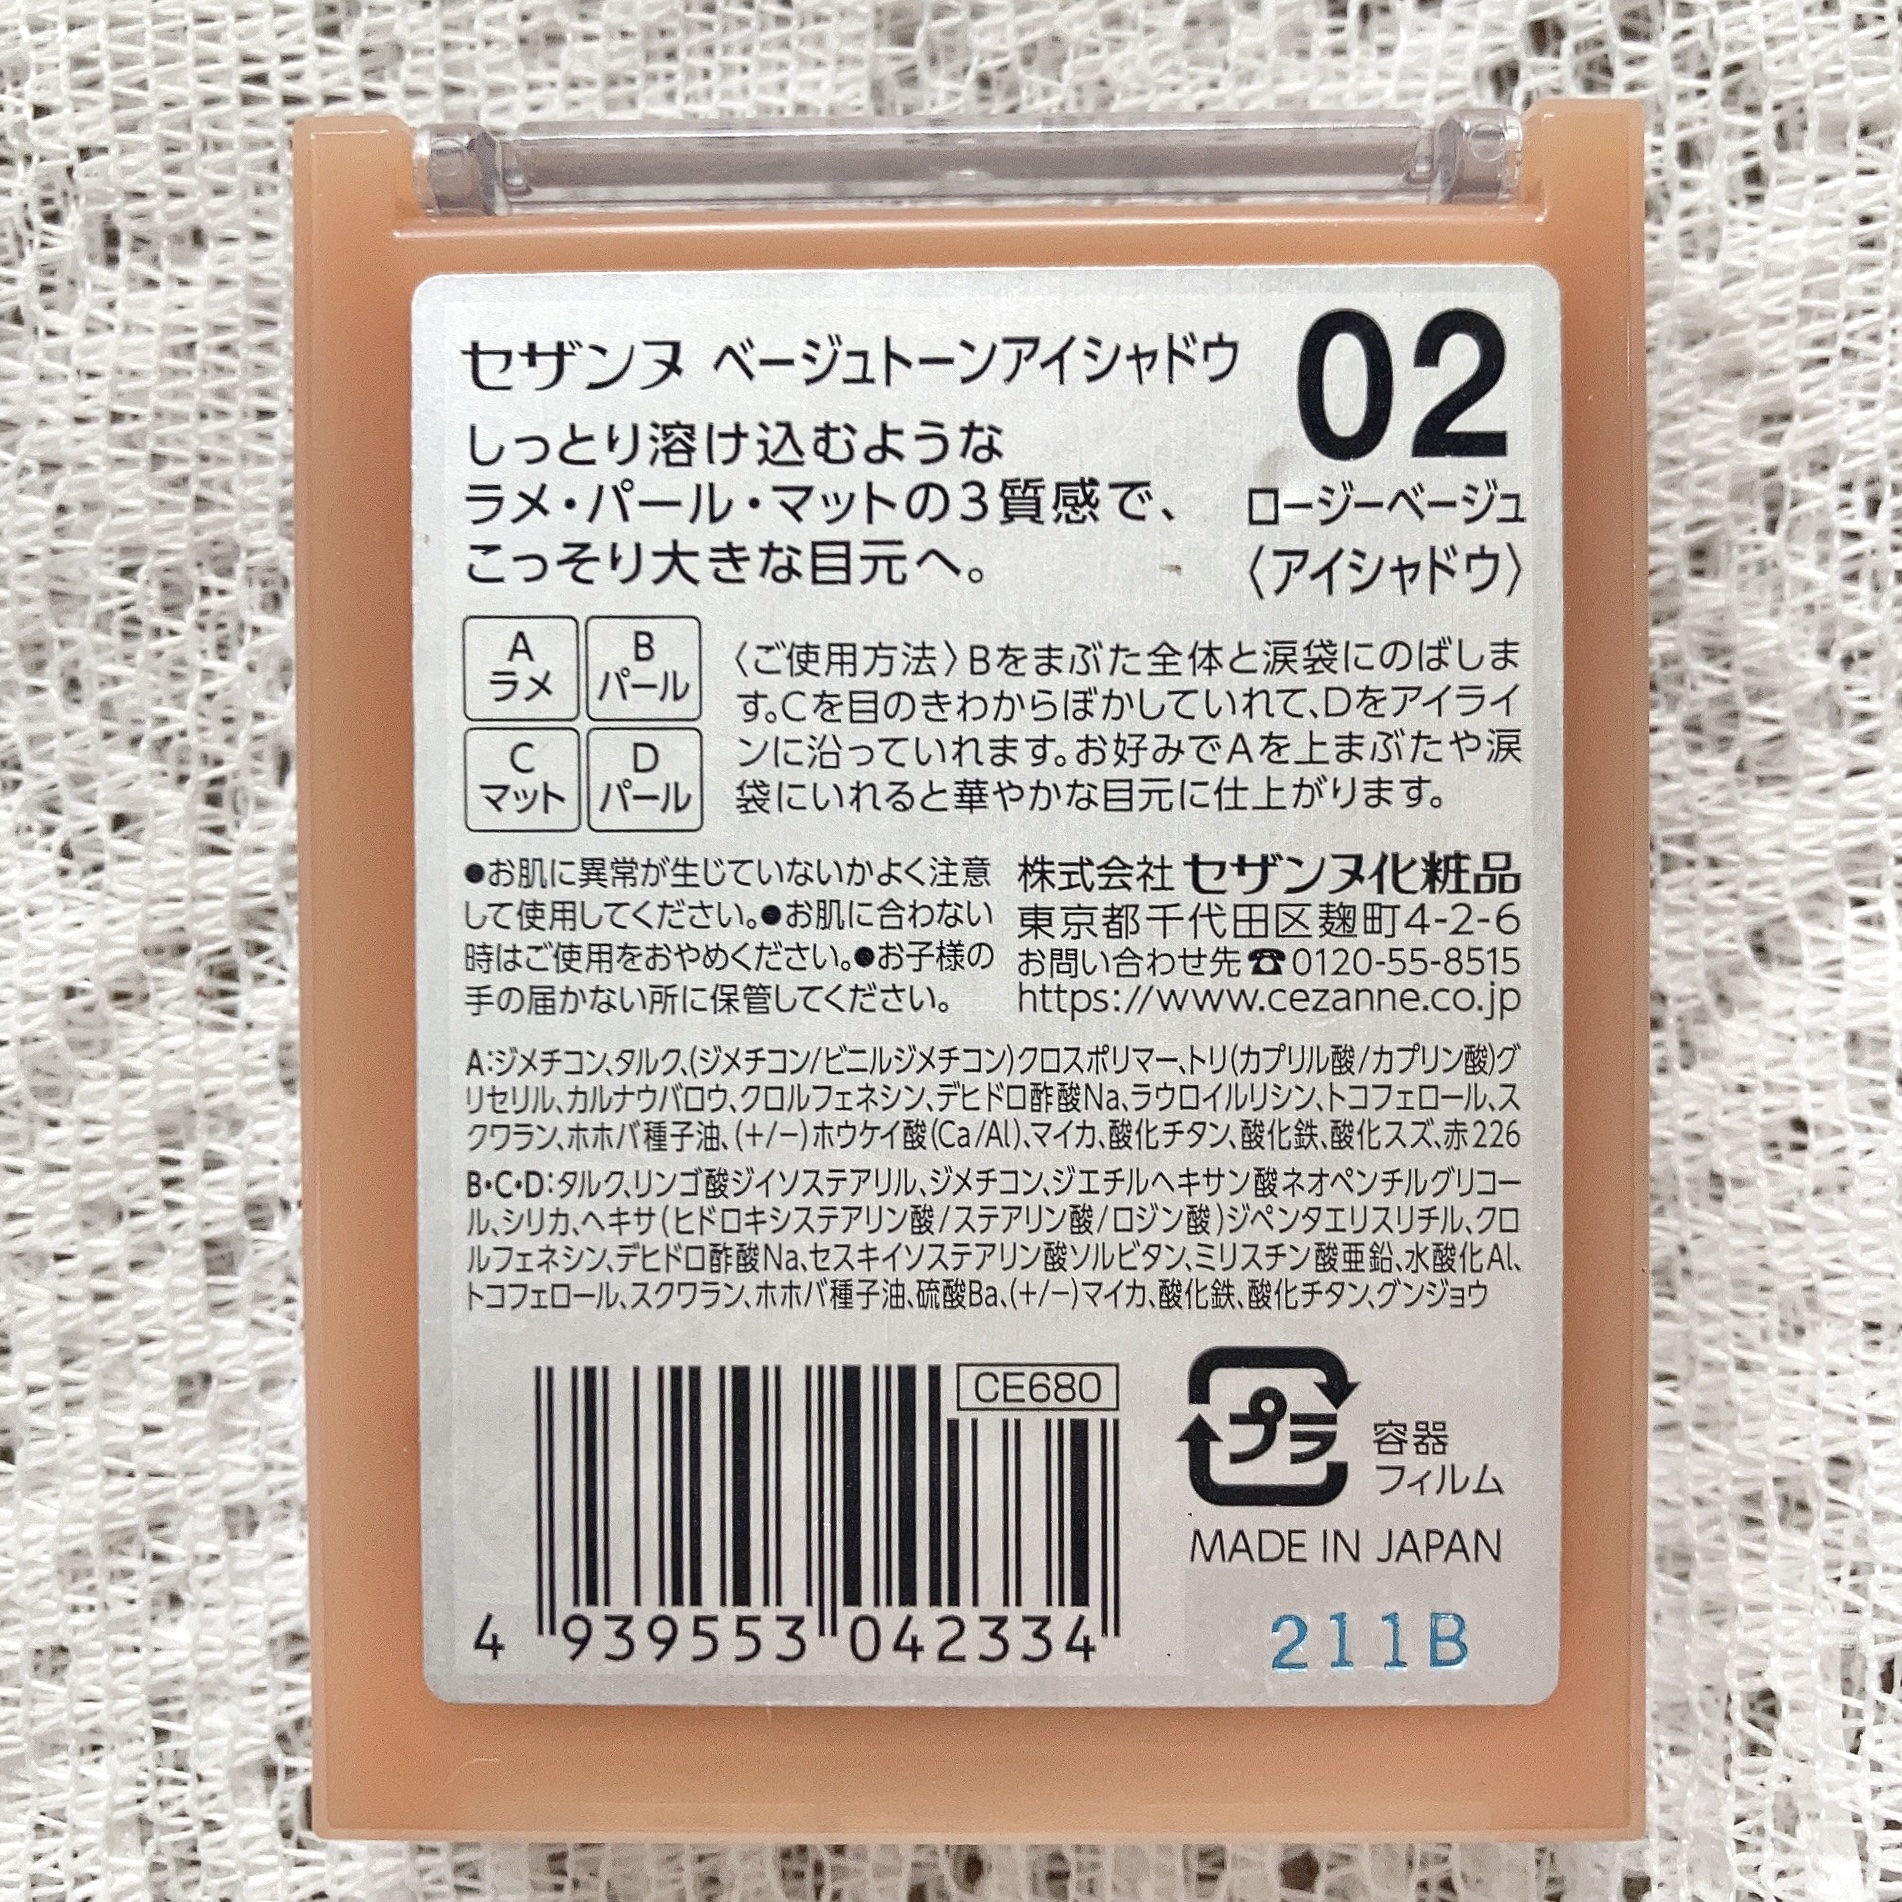 セザンヌ ベージュトーンアイシャドウ
02
しっとり溶け込むような
ラメ・パール・マットの3質感で、
こっそり大きな目元へ。
ロージーベージュ
〈アイシャドウ〉
A
ラメ
B
パール
C
マット
D
パール
〈ご使用方法〉Bをまぶた全体と涙袋にのばしま
す。Cを目のきわからぼかしていれて、Dをアイライ
ンに沿っていれます。お好みでAを上まぶたや涙
袋にいれると華やかな目元に仕上がります。
●お肌に異常が生じていないかよく注意
して使用してください。●お肌に合わない
時はご使用をおやめください。●お子様の
手の届かない所に保管してください。
株式会社 セザンヌ化粧品
東京都千代田区麹町4-2-6
お問い合わせ先☎0120-55-8515
https://www.cezanne.co.jp
A:ジメチコン、タルク、(ジメチコン/ビニルジメチコン)クロスポリマー、トリ(カプリル酸/カプリン酸)グ
リセリル、カルナウバロウ、クロルフェネシン、デヒドロ酢酸Na、ラウロイルリシン、トコフェロール、ス
クワラン、ホホバ種子油、(+/−)ホウケイ酸(Ca/Al)、マイカ、酸化チタン、酸化鉄、酸化スズ、赤226
B・C・D:タルク、リンゴ酸ジイソステアリル、ジメチコン、ジエチルヘキサン酸ネオペンチルグリコー
ル、シリカ、ヘキサ(ヒドロキシステアリン酸/ステアリン酸/ロジン酸)ジペンタエリスリチル、クロ
ルフェネシン、デヒドロ酢酸Na、セスキイソステアリン酸ソルビタン、ミリスチン酸亜鉛、水酸化Al、
トコフェロール、スクワラン、ホホバ種子油、硫酸Ba、(+/−)マイカ、酸化鉄、酸化チタン、グンジョウ
CE680
4 939553 042334
プラ
容器
フィルム
MADE IN JAPAN
211B